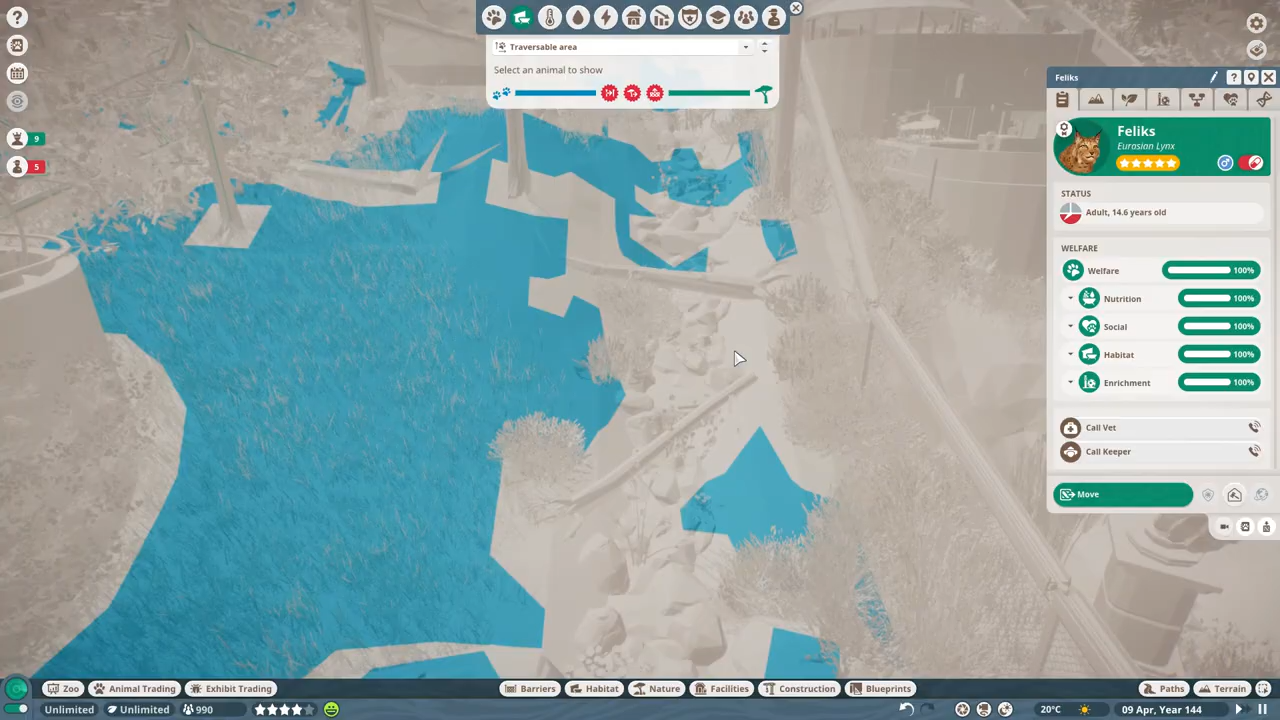 Traversable area
Select an animal to show
9
5
Feliks
Feliks
Eurasian Lynx
STATUS
Adult, 14.6 years old
WELFARE
Welfare 100%
Nutrition 100%
Social 100%
Habitat 100%
Enrichment 100%
Call Vet
Call Keeper
Move
Zoo Animal Trading Exhibit Trading Barriers Habitat Nature Facilities Construction Blueprints Paths Terrain
Unlimited Unlimited 990 20°C 09 Apr, Year 144